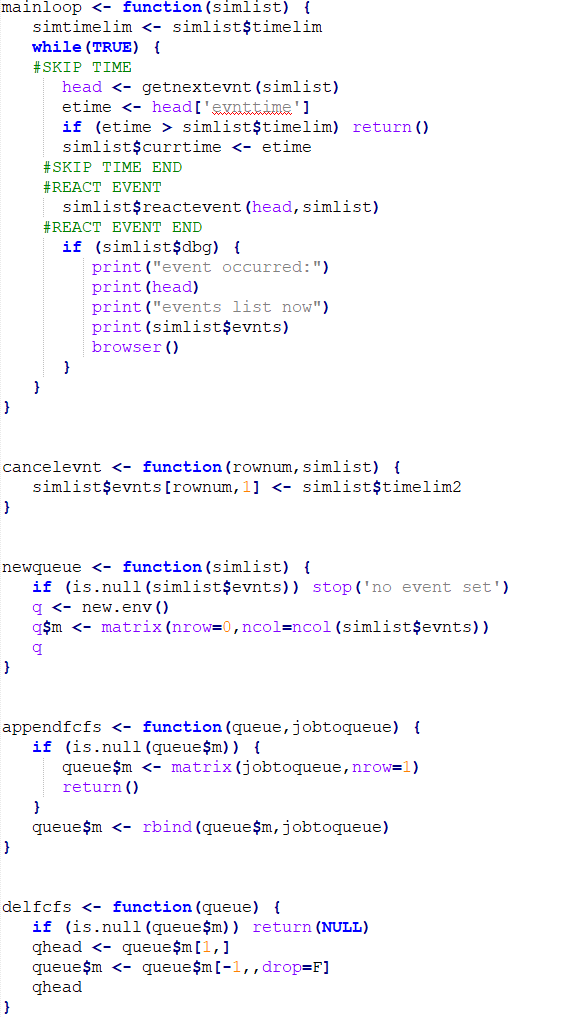 mainloop <- function(simlist) {
   simtimelim <- simlist$timelim
   while(TRUE) {
   #SKIP TIME
      head <- getnextevnt(simlist)
      etime <- head['evnttime']
      if (etime > simlist$timelim) return()
      simlist$currtime <- etime
    #SKIP TIME END
    #REACT EVENT
      simlist$reactevent(head,simlist)
    #REACT EVENT END
      if (simlist$dbg) {
         print("event occurred:")
         print(head)
         print("events list now")
         print(simlist$evnts)
         browser()
      }
   }
}

cancelevnt <- function(rownum,simlist) {
   simlist$evnts[rownum,1] <- simlist$timelim2
}

newqueue <- function(simlist) {
   if (is.null(simlist$evnts)) stop('no event set')
   q <- new.env()
   q$m <- matrix(nrow=0,ncol=ncol(simlist$evnts))
   q
}

appendfcfs <- function(queue,jobtoqueue) {
   if (is.null(queue$m)) {
      queue$m <- matrix(jobtoqueue,nrow=1)
      return()
   }
   queue$m <- rbind(queue$m,jobtoqueue)
}

delfcfs <- function(queue) {
   if (is.null(queue$m)) return(NULL)
   qhead <- queue$m[1,]
   queue$m <- queue$m[-1,,drop=F]
   qhead
}